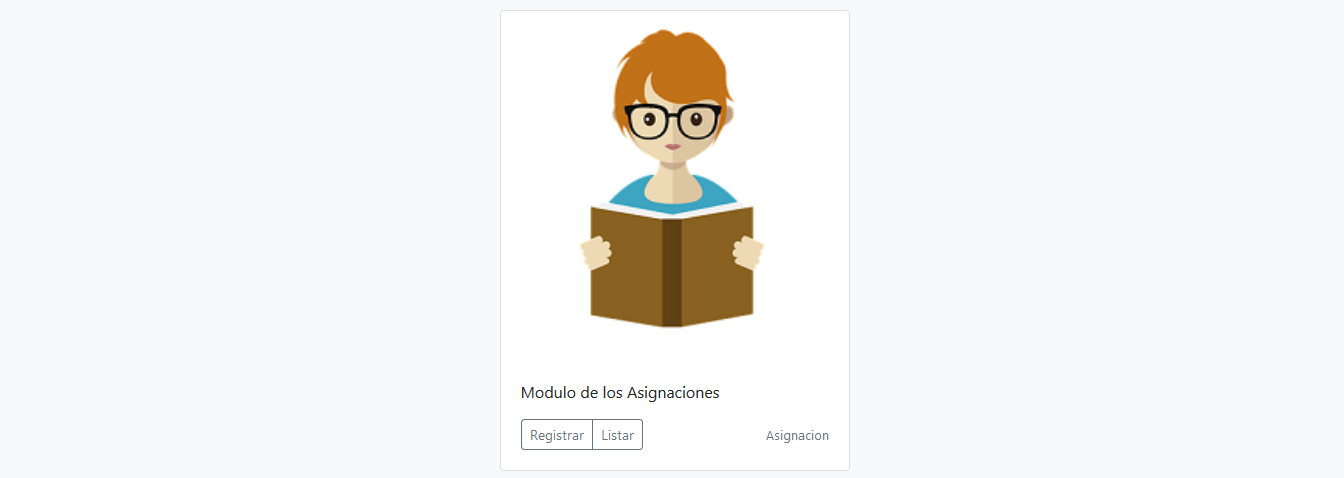 Modulo de los Asignaciones
Registrar Listar Asignacion